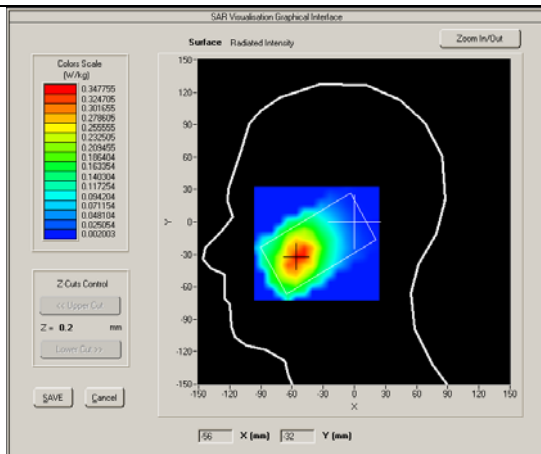 SAR Visualisation Graphical Interface
Surface Radiated Intensity
Zoom In/Out
Colors Scale
(W/kg)
0.347755
0.324705
0.301655
0.278605
0.255555
0.232505
0.209455
0.186404
0.163354
0.140304
0.117254
0.094204
0.071154
0.048104
0.025054
0.002003
Z-Cuts Control
<< Upper Cut
Z = 0.2 mm
Lower Cut >>
SAVE Cancel
150
120
90
60
30
0
-30
-60
-90
-120
-150
Y
-150 -120 -90 -60 -30 0 30 60 90 120 150
X
-56 X (mm) -32 Y (mm)